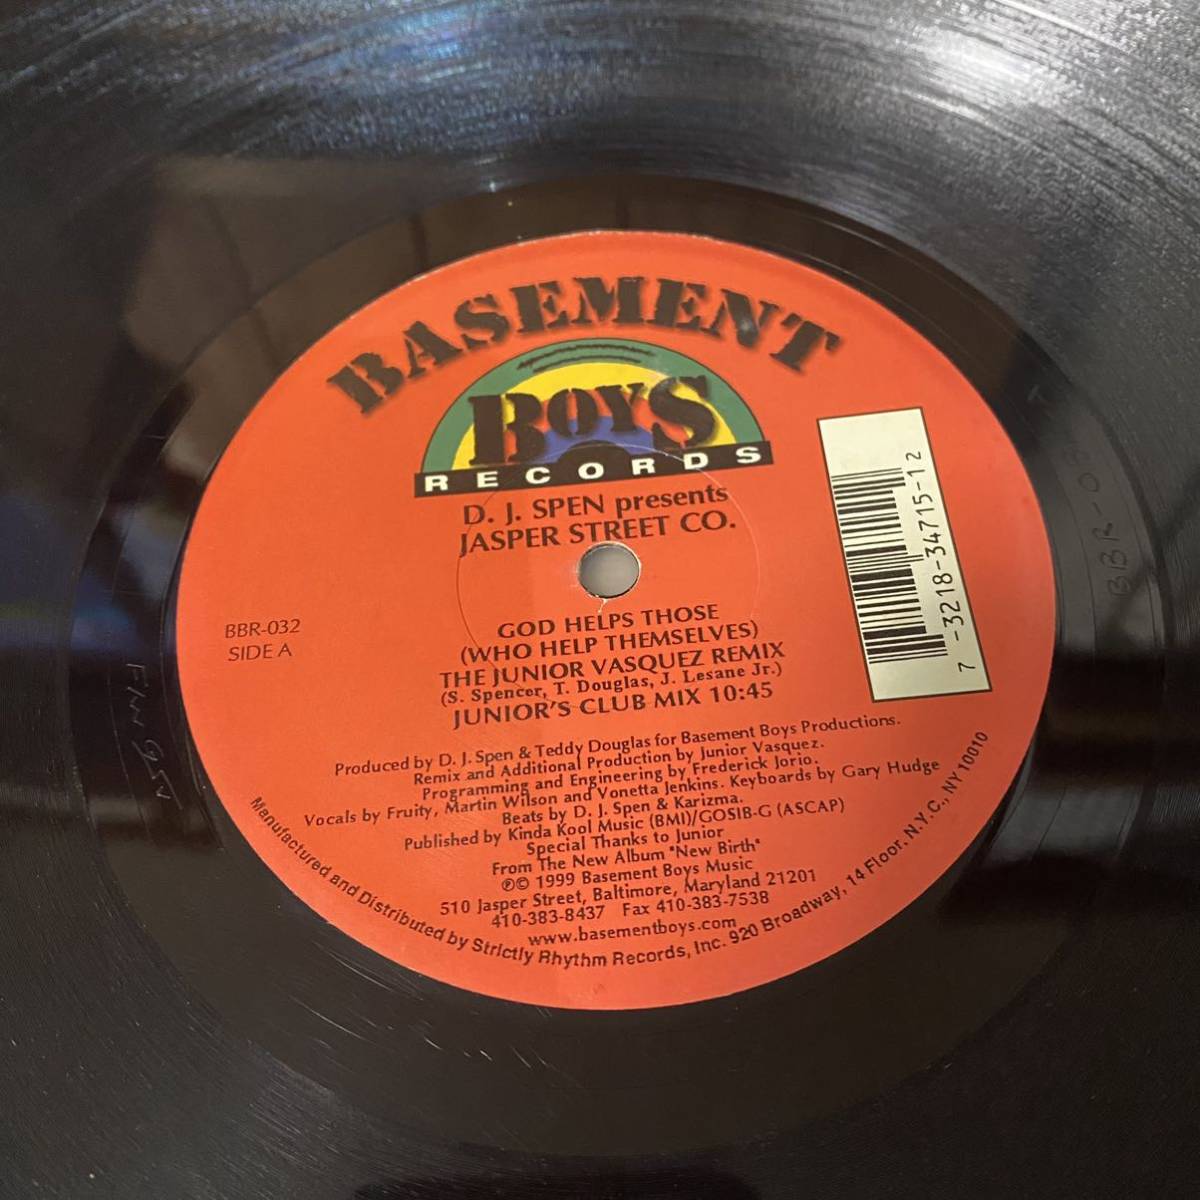 BASEMENT
BOYS
RECORDS
D. J. SPEN presents
JASPER STREET CO.
7 -3218-34715-1 2
BBR-032
SIDE A
GOD HELPS THOSE
(WHO HELP THEMSELVES)
THE JUNIOR VASQUEZ REMIX
(S. Spencer, T. Douglas, J. Lesane Jr.)
JUNIOR'S CLUB MIX 10:45
Produced by D. J. Spen & Teddy Douglas for Basement Boys Productions.
Remix and Additional Production by Junior Vasquez.
Programming and Engineering by Frederick Jorio.
Vocals by Fruity, Martin Wilson and Vonetta Jenkins. Keyboards by Gary Hudge
Beats by D. J. Spen & Karizma.
Published by Kinda Kool Music (BMI)/GOSIB-G (ASCAP)
Special Thanks to Junior
From The New Album "New Birth"
℗© 1999 Basement Boys Music
510 Jasper Street, Baltimore, Maryland 21201
410-383-8437 Fax 410-383-7538
www.basementboys.com
Manufactured and Distributed by Strictly Rhythm Records, Inc. 920 Broadway, 14 Floor, N.Y.C., NY 10010
BBR-0